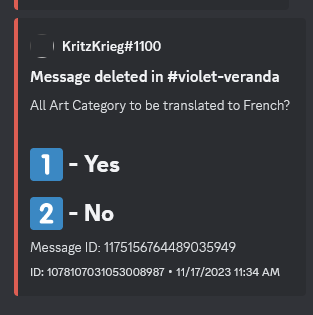 KritzKrieg#1100
Message deleted in #violet-veranda
All Art Category to be translated to French?
1 - Yes
2 - No
Message ID: 1175156764489035949
ID: 1078107031053008987 • 11/17/2023 11:34 AM